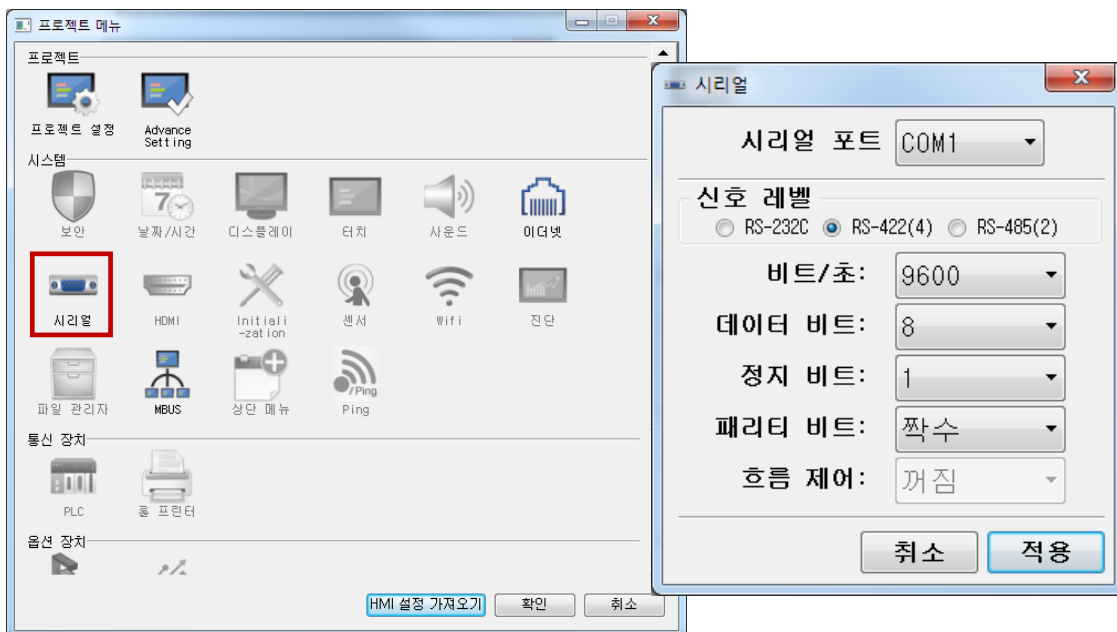 프로젝트 메뉴
프로젝트
프로젝트 설정
Advance
Setting
시스템
보안
7
날짜/시간
디스플레이
터치
사운드
이더넷
시리얼
HDMI
Initiali
-zation
센서
Wifi
진단
파일 관리자
MBUS
상단 메뉴
/Ping
Ping
통신 장치
PLC
롤 프린터
옵션 장치
HMI 설정 가져오기
확인
취소
시리얼
시리얼 포트 COM1
신호 레벨
RS-232C RS-422(4) RS-485(2)
비트/초: 9600
데이터 비트: 8
정지 비트: 1
패리티 비트: 짝수
흐름 제어: 꺼짐
취소 적용